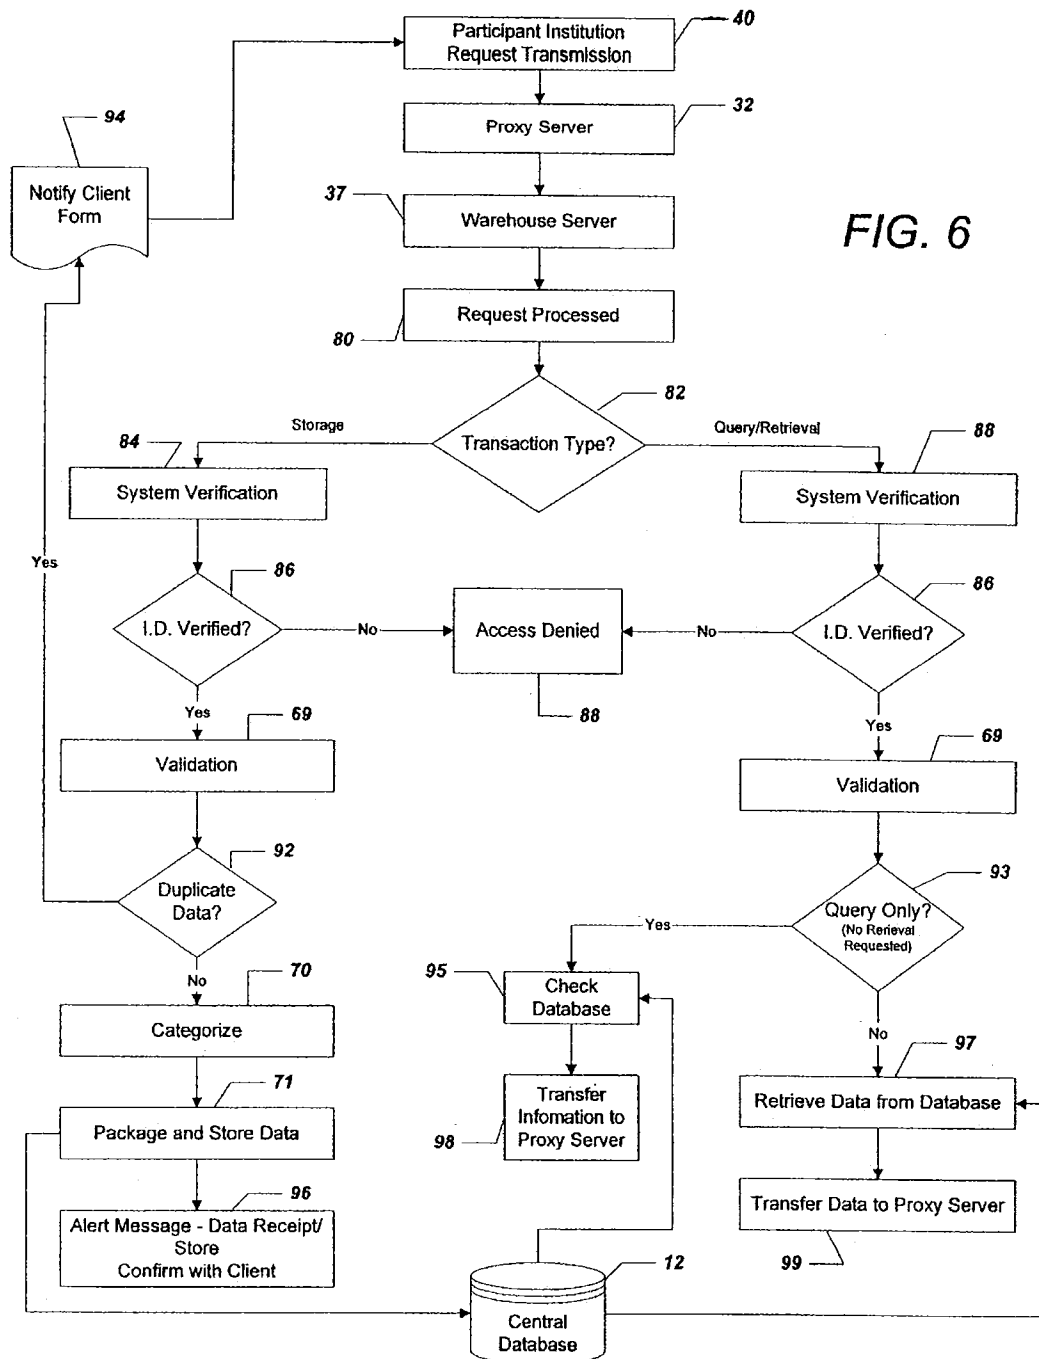 Participant Institution
Request Transmission
40
Proxy Server
32
94
Notify Client
Form
37
Warehouse Server
FIG. 6
Request Processed
80
82
Transaction Type?
Storage
Query/Retrieval
84
System Verification
88
System Verification
Yes
86
I.D. Verified?
No
Access Denied
88
No
86
I.D. Verified?
Yes
69
Validation
Yes
69
Validation
92
Duplicate
Data?
93
Query Only?
(No Rerieval
Requested)
Yes
No
70
Categorize
95
Check
Database
No
97
Retrieve Data from Database
71
Package and Store Data
Transfer
Infomation to
Proxy Server
98
96
Alert Message - Data Receipt/
Store
Confirm with Client
Transfer Data to Proxy Server
99
12
Central
Database